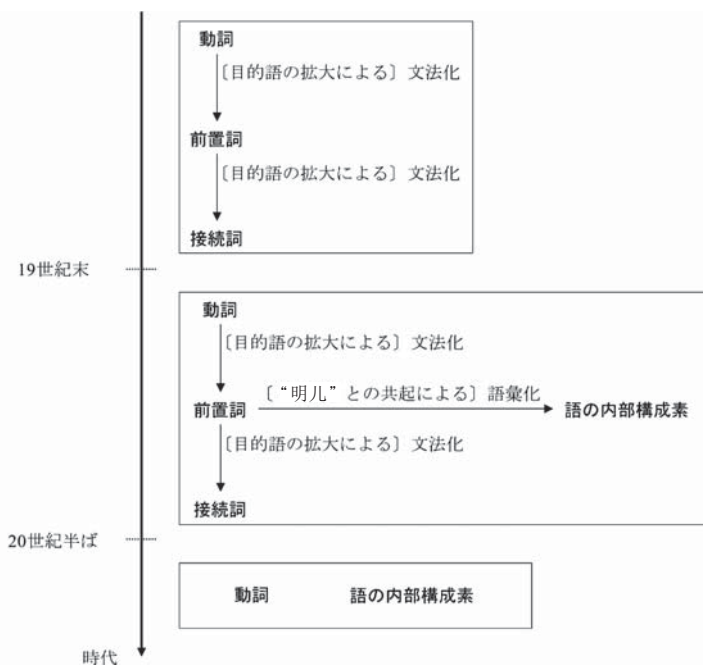 動詞
〔目的語の拡大による〕文法化
前置詞
〔目的語の拡大による〕文法化
接続詞
19世紀末
動詞
〔目的語の拡大による〕文法化
〔“明儿”との共起による〕語彙化
前置詞
語の内部構成素
〔目的語の拡大による〕文法化
接続詞
20世紀半ば
動詞 語の内部構成素
時代